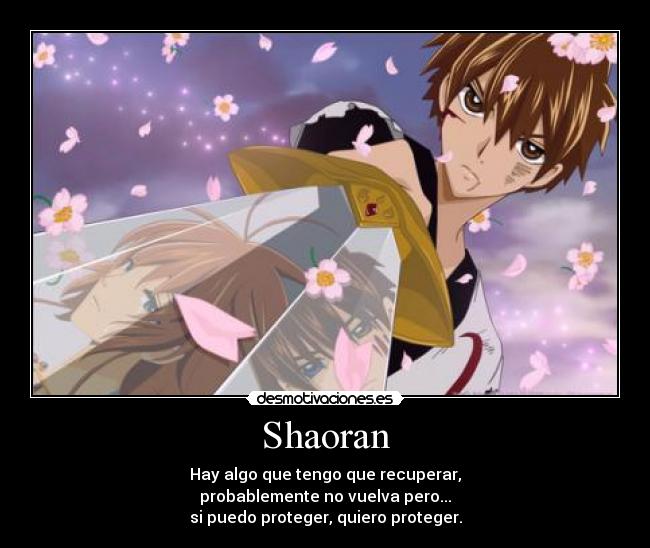 desmotivaciones.es
Shaoran
Hay algo que tengo que recuperar,
probablemente no vuelva pero...
si puedo proteger, quiero proteger.